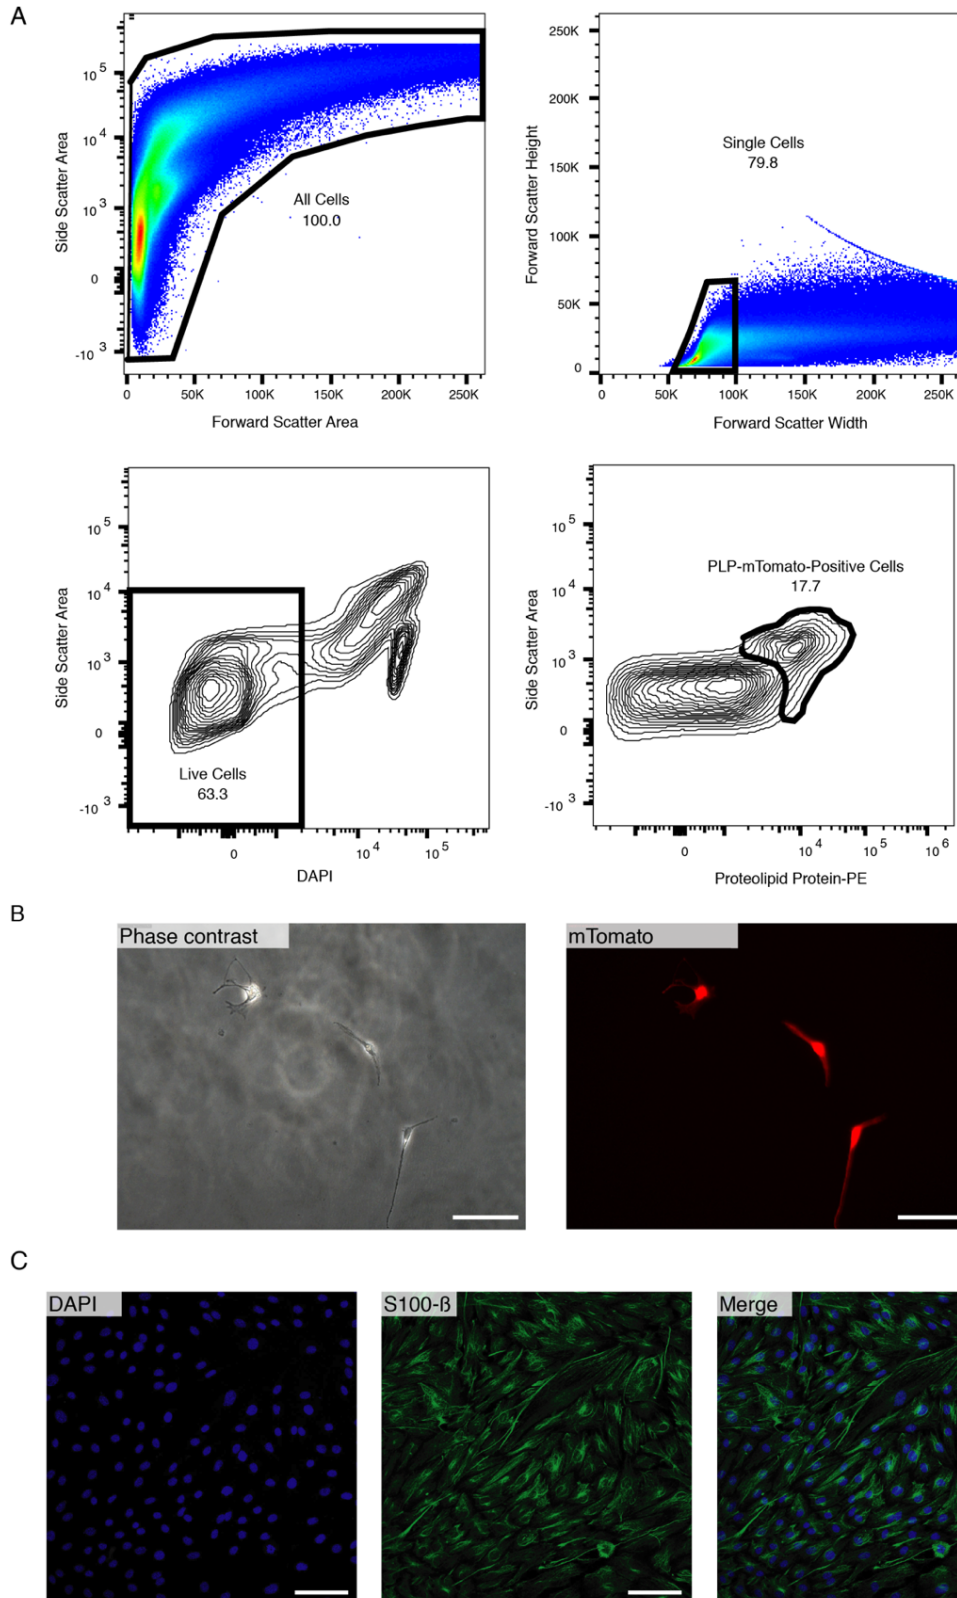 A
Side Scatter Area
10 5
10 4
10 3
0
-10 3
All Cells
100.0
0
50K
100K
150K
200K
250K
Forward Scatter Area
Forward Scatter Height
250K
200K
150K
100K
50K
0
Single Cells
79.8
0
50K
100K
150K
200K
250K
Forward Scatter Width
Side Scatter Area
10 5
10 4
10 3
0
-10 3
Live Cells
63.3
0
10 4
10 5
DAPI
Side Scatter Area
10 5
10 4
10 3
0
-10 3
PLP-mTomato-Positive Cells
17.7
0
10 4
10 5
10 6
Proteolipid Protein-PE
B
Phase contrast
mTomato
C
DAPI
S100-ß
Merge